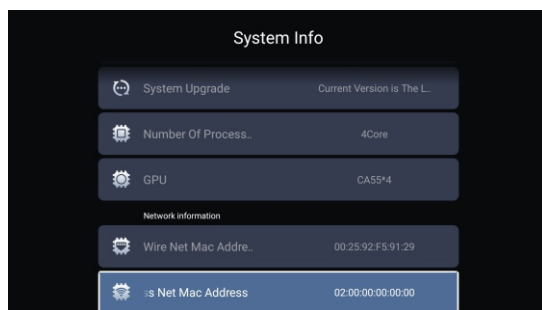 System Info
System Upgrade Current Version is The L..
Number Of Process.. 4Core
GPU CA55*4
Network information
Wire Net Mac Addre.. 00:25:92:F5:91:29
s Net Mac Address 02:00:00:00:00:00